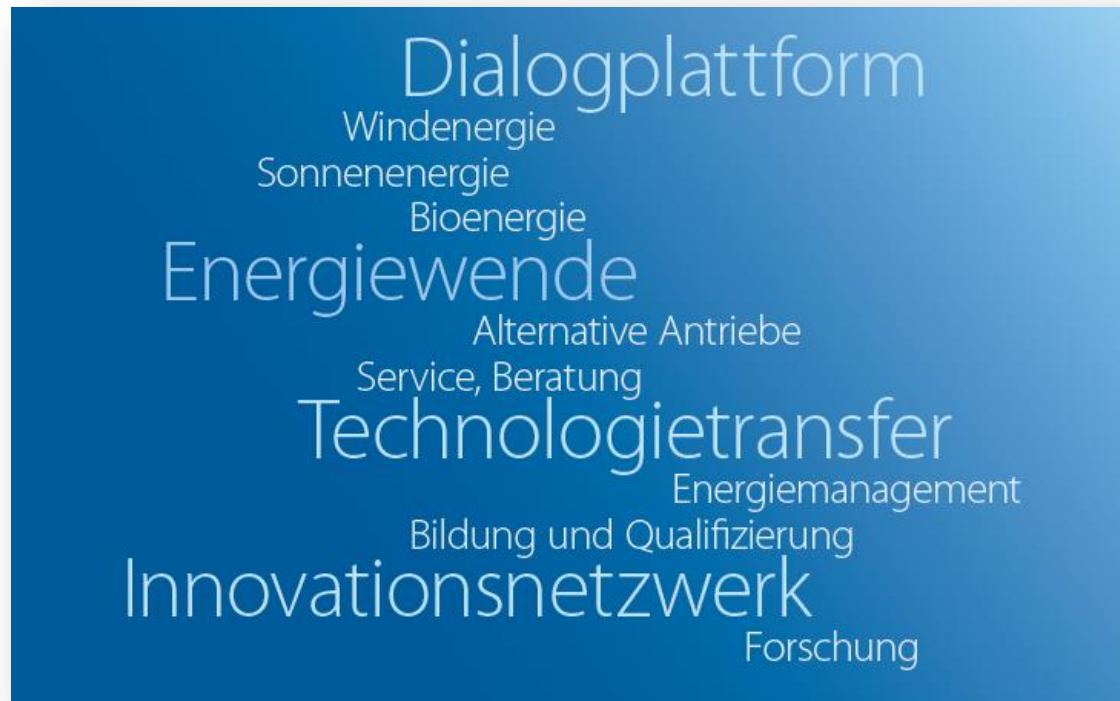 Dialogplattform
Windenergie
Sonnenenergie
Bioenergie
Energiewende
Alternative Antriebe
Service, Beratung
Technologietransfer
Energiemanagement
Bildung und Qualifizierung
Innovationsnetzwerk
Forschung